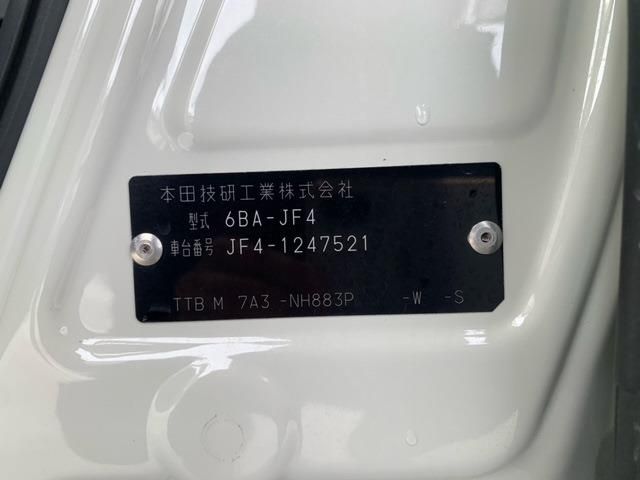 本田技研工業株式会社
型式 6BA-JF4
車台番号 JF4-1247521
TTB M 7A3 -NH883P -W -S